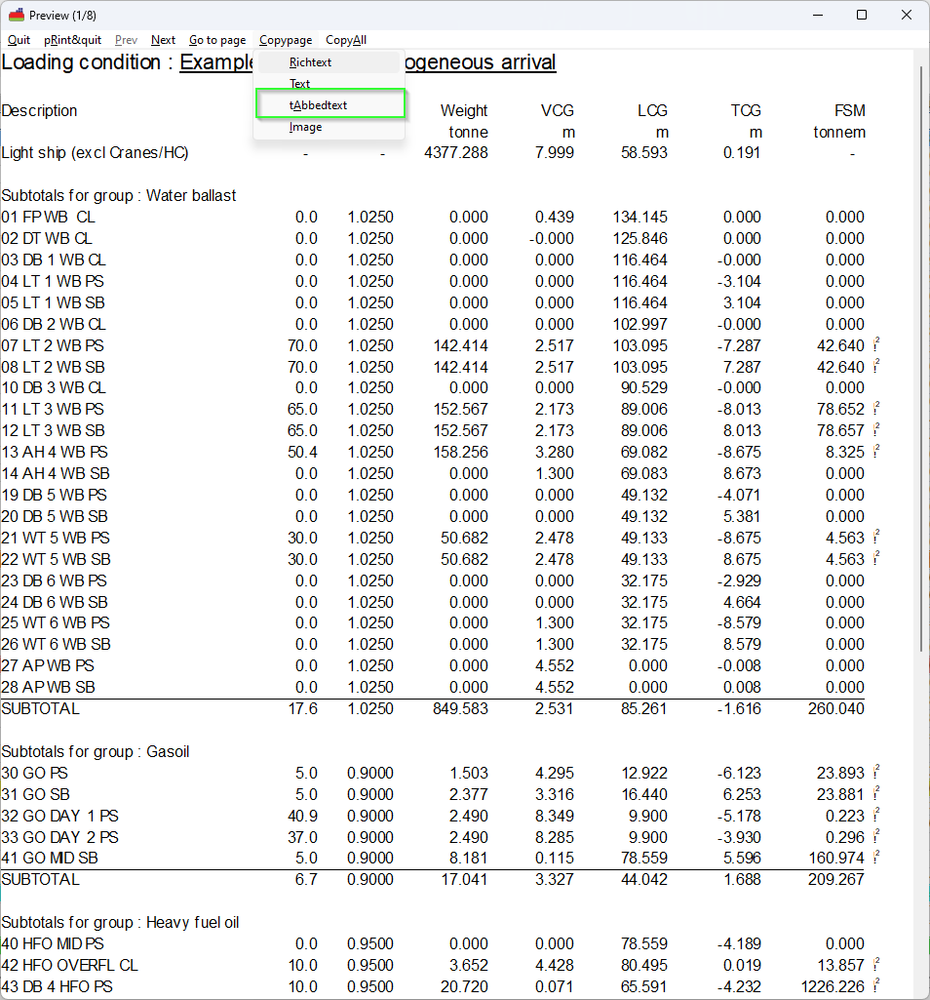 Preview (1/8)
Quit pRint&quit Prev Next Go to page Copypage CopyAll
Loading condition : Example ogeneous arrival
Richtext
Text
tAbbedtext
Image
Description Weight VCG LCG TCG FSM
tonne m m m tonnem
Light ship (excl Cranes/HC) - - 4377.288 7.999 58.593 0.191 -
Subtotals for group : Water ballast
01 FP WB CL 0.0 1.0250 0.000 0.439 134.145 0.000 0.000
02 DT WB CL 0.0 1.0250 0.000 -0.000 125.846 0.000 0.000
03 DB 1 WB CL 0.0 1.0250 0.000 0.000 116.464 -0.000 0.000
04 LT 1 WB PS 0.0 1.0250 0.000 0.000 116.464 -3.104 0.000
05 LT 1 WB SB 0.0 1.0250 0.000 0.000 116.464 3.104 0.000
06 DB 2 WB CL 0.0 1.0250 0.000 0.000 102.997 -0.000 0.000
07 LT 2 WB PS 70.0 1.0250 142.414 2.517 103.095 -7.287 42.640 !2
08 LT 2 WB SB 70.0 1.0250 142.414 2.517 103.095 7.287 42.640 !2
10 DB 3 WB CL 0.0 1.0250 0.000 0.000 90.529 -0.000 0.000
11 LT 3 WB PS 65.0 1.0250 152.567 2.173 89.006 -8.013 78.652 !2
12 LT 3 WB SB 65.0 1.0250 152.567 2.173 89.006 8.013 78.657 !2
13 AH 4 WB PS 50.4 1.0250 158.256 3.280 69.082 -8.675 8.325 !2
14 AH 4 WB SB 0.0 1.0250 0.000 1.300 69.083 8.673 0.000
19 DB 5 WB PS 0.0 1.0250 0.000 0.000 49.132 -4.071 0.000
20 DB 5 WB SB 0.0 1.0250 0.000 0.000 49.132 5.381 0.000
21 WT 5 WB PS 30.0 1.0250 50.682 2.478 49.133 -8.675 4.563 !2
22 WT 5 WB SB 30.0 1.0250 50.682 2.478 49.133 8.675 4.563 !2
23 DB 6 WB PS 0.0 1.0250 0.000 0.000 32.175 -2.929 0.000
24 DB 6 WB SB 0.0 1.0250 0.000 0.000 32.175 4.664 0.000
25 WT 6 WB PS 0.0 1.0250 0.000 1.300 32.175 -8.579 0.000
26 WT 6 WB SB 0.0 1.0250 0.000 1.300 32.175 8.579 0.000
27 AP WB PS 0.0 1.0250 0.000 4.552 0.000 -0.008 0.000
28 AP WB SB 0.0 1.0250 0.000 4.552 0.000 0.008 0.000
SUBTOTAL 17.6 1.0250 849.583 2.531 85.261 -1.616 260.040
Subtotals for group : Gasoil
30 GO PS 5.0 0.9000 1.503 4.295 12.922 -6.123 23.893 !2
31 GO SB 5.0 0.9000 2.377 3.316 16.440 6.253 23.881 !2
32 GO DAY 1 PS 40.9 0.9000 2.490 8.349 9.900 -5.178 0.223 !2
33 GO DAY 2 PS 37.0 0.9000 2.490 8.285 9.900 -3.930 0.296 !2
41 GO MID SB 5.0 0.9000 8.181 0.115 78.559 5.596 160.974 !2
SUBTOTAL 6.7 0.9000 17.041 3.327 44.042 1.688 209.267
Subtotals for group : Heavy fuel oil
40 HFO MID PS 0.0 0.9500 0.000 0.000 78.559 -4.189 0.000
42 HFO OVERFL CL 10.0 0.9500 3.652 4.428 80.495 0.019 13.857 !2
43 DB 4 HFO PS 10.0 0.9500 20.720 0.071 65.591 -4.232 1226.226 !2